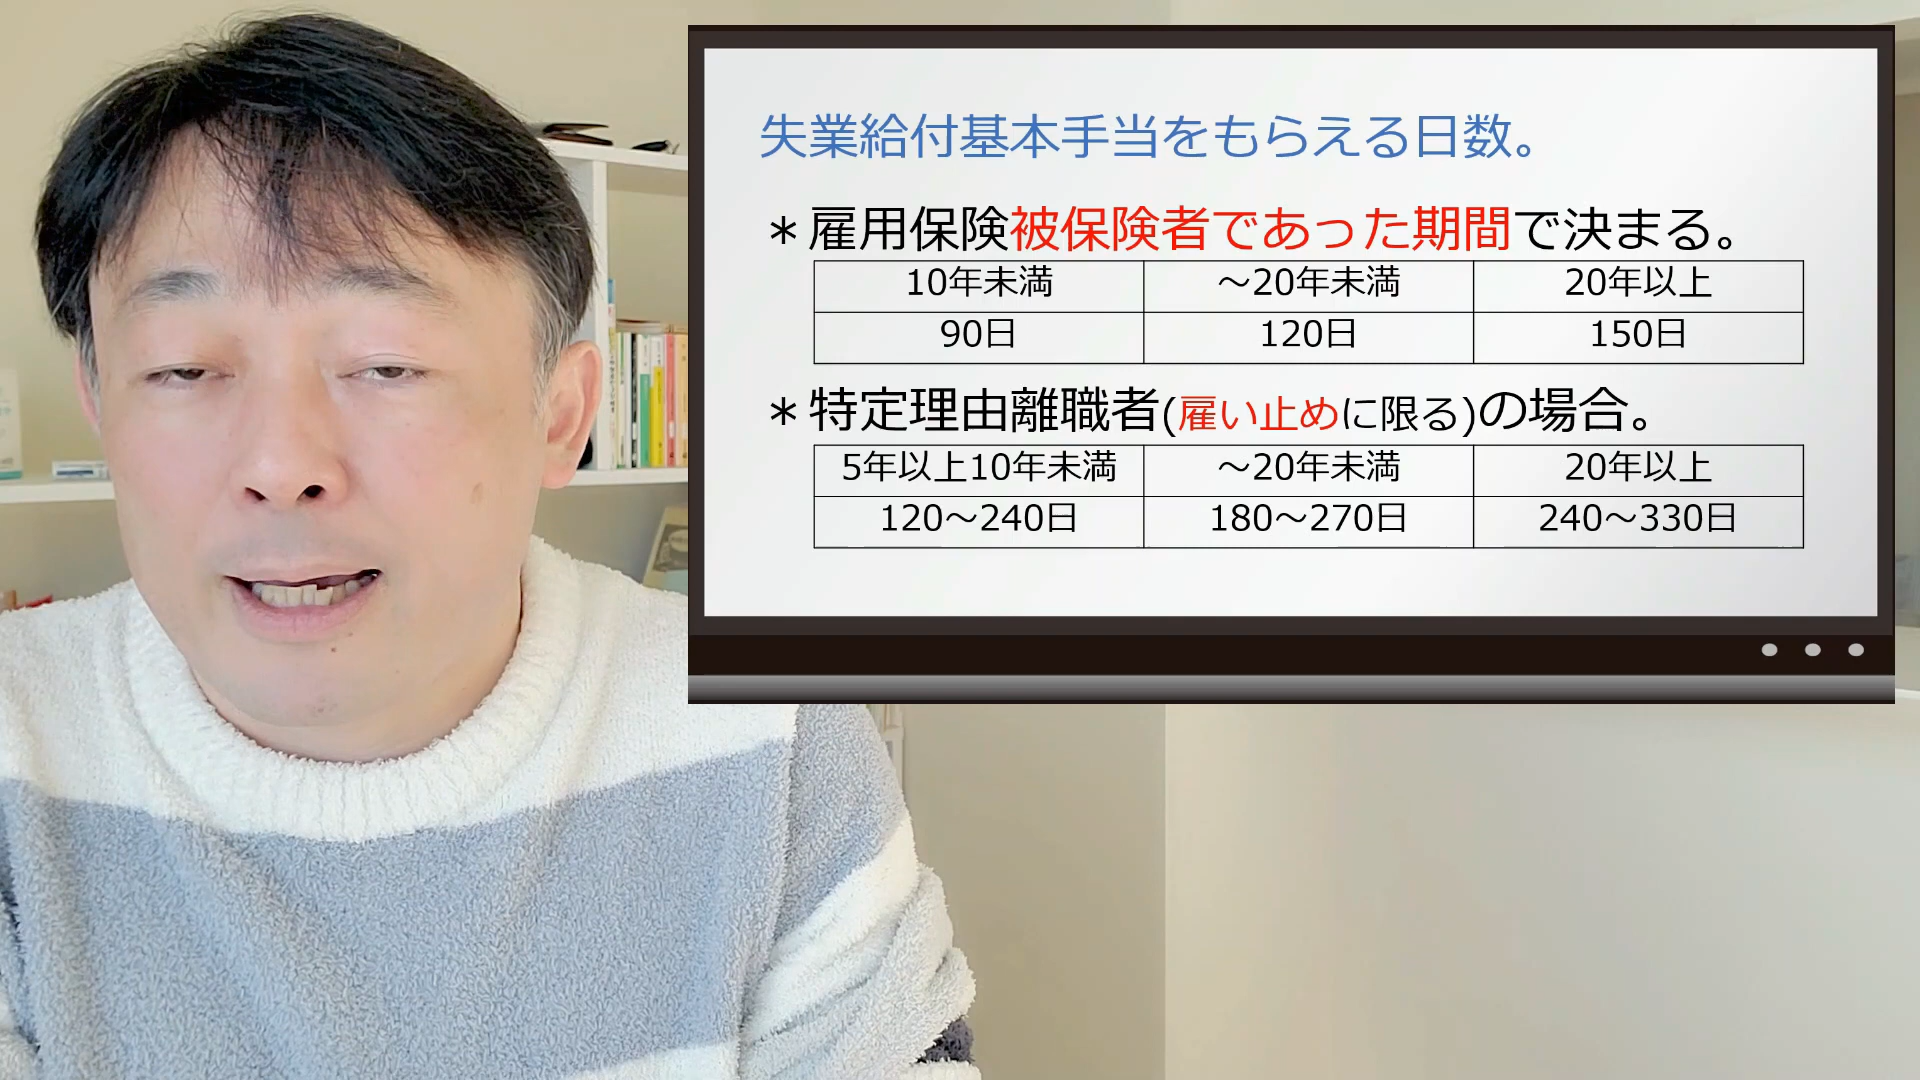 失業給付基本手当をもらえる日数。
＊雇用保険被保険者であった期間で決まる。
10年未満 ～20年未満 20年以上
90日 120日 150日
＊特定理由離職者(雇い止めに限る)の場合。
5年以上10年未満 ～20年未満 20年以上
120～240日 180～270日 240～330日